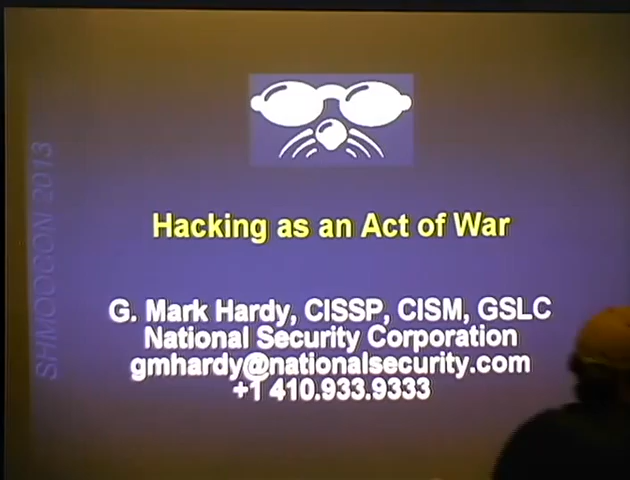 SHMOOCON 2013
Hacking as an Act of War
G. Mark Hardy, CISSP, CISM, GSLC
National Security Corporation
gmhardy@nationalsecurity.com
+1 410.933.9333